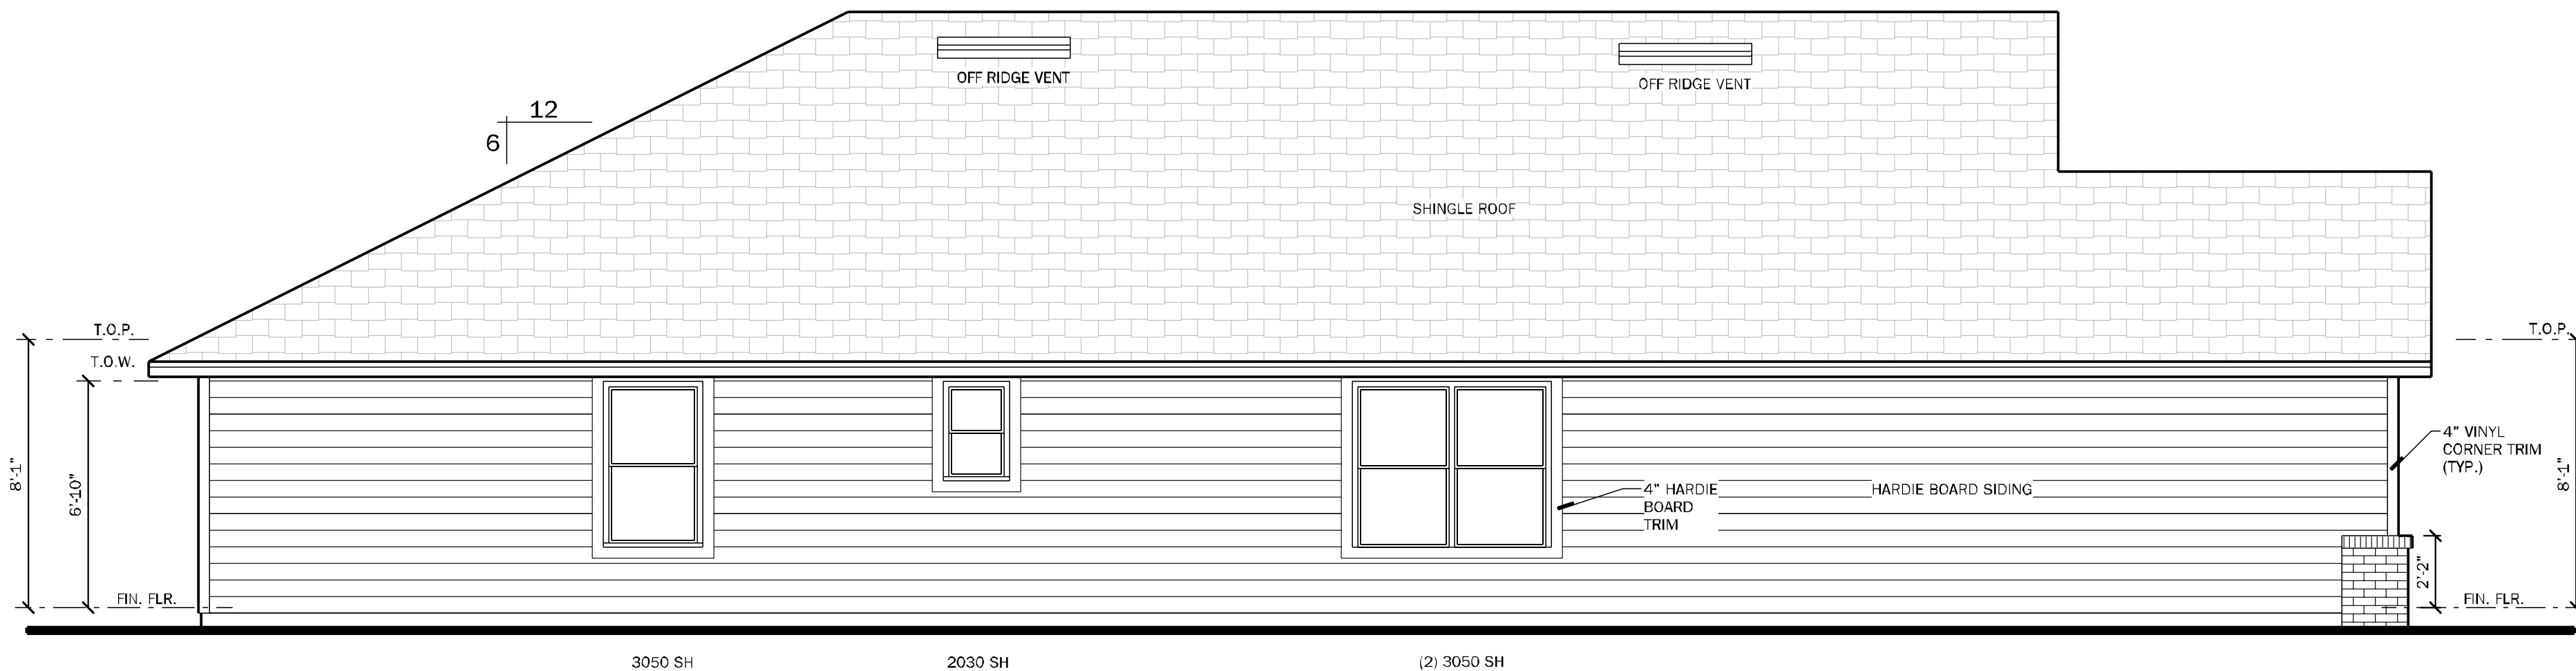 OFF RIDGE VENT
OFF RIDGE VENT
12
6
SHINGLE ROOF
T.O.P.
T.O.P.
T.O.W.
8'-1"
6'-10"
4" VINYL
CORNER TRIM
(TYP.)
8'-1"
4" HARDIE
BOARD
TRIM
HARDIE BOARD SIDING
2'-2"
FIN. FLR.
FIN. FLR.
3050 SH
2030 SH
(2) 3050 SH